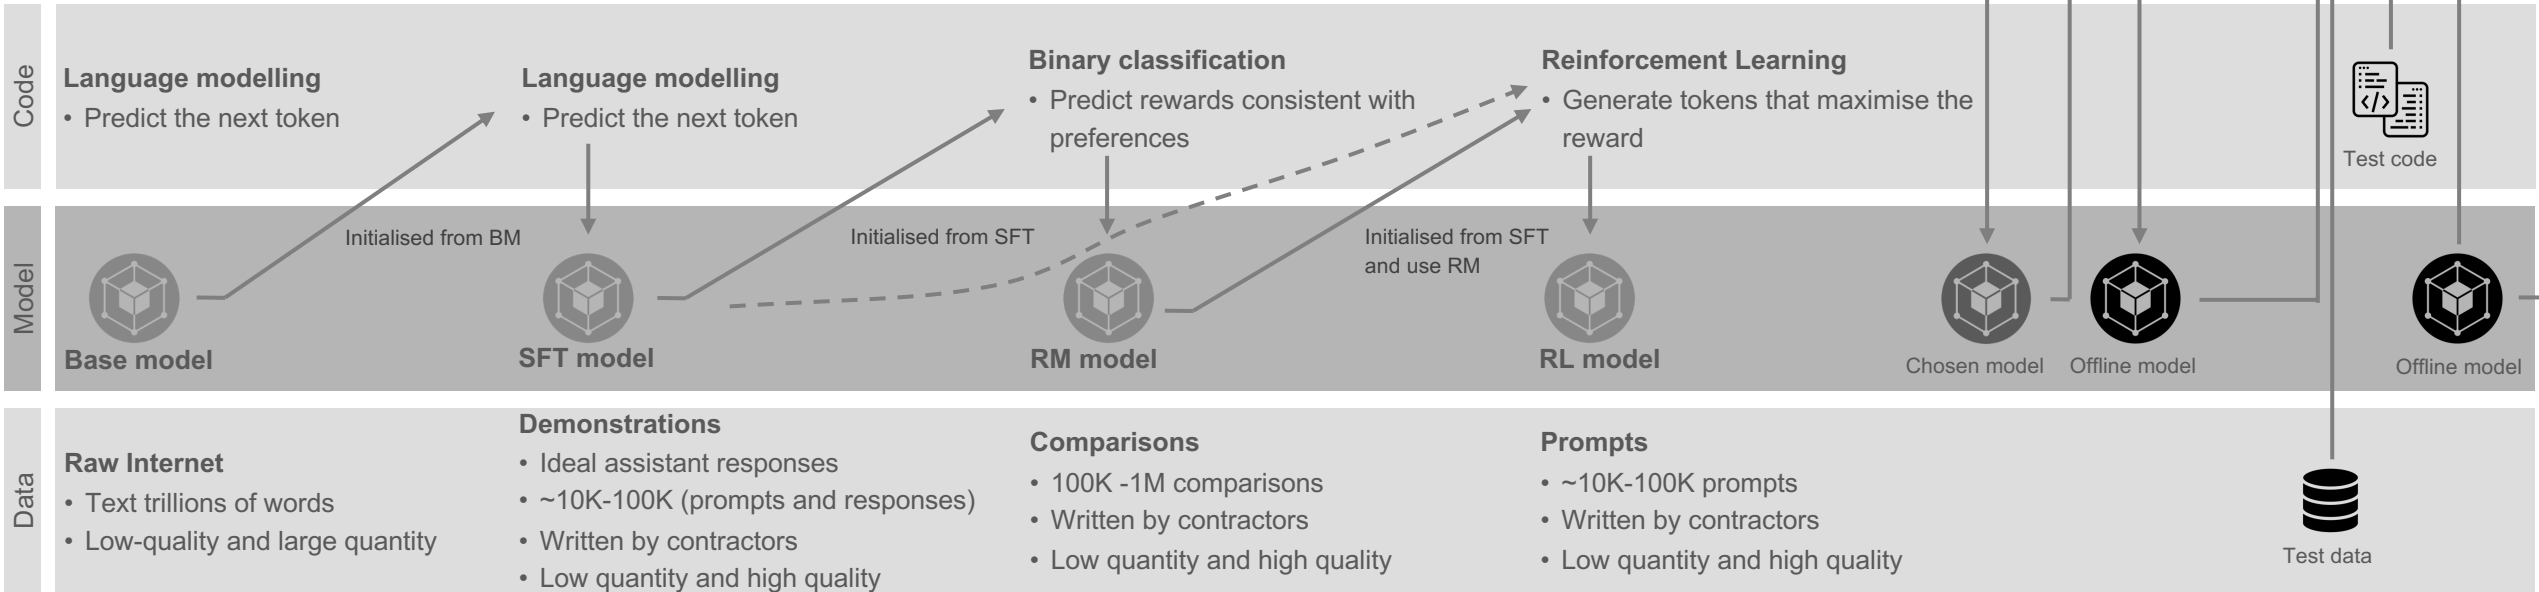 Code
Language modelling
• Predict the next token
Language modelling
• Predict the next token
Binary classification
• Predict rewards consistent with
preferences
Reinforcement Learning
• Generate tokens that maximise the
reward
Test code
Model
Initialised from BM
Initialised from SFT
Initialised from SFT
and use RM
Base model
SFT model
RM model
RL model
Chosen model
Offline model
Offline model
Data
Raw Internet
• Text trillions of words
• Low-quality and large quantity
Demonstrations
• Ideal assistant responses
• ~10K-100K (prompts and responses)
• Written by contractors
• Low quantity and high quality
Comparisons
• 100K -1M comparisons
• Written by contractors
• Low quantity and high quality
Prompts
• ~10K-100K prompts
• Written by contractors
• Low quantity and high quality
Test data